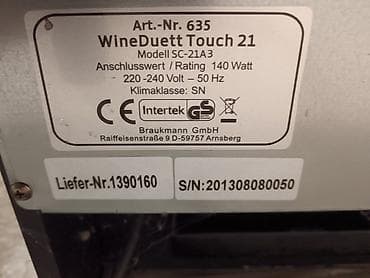 Art.-Nr. 635
WineDuett Touch 21
Modell SC-21A3
Anschlusswert / Rating 140 Watt
220 -240 Volt – 50 Hz
Klimaklasse: SN
CE Intertek GS
Braukmann GmbH
Raiffeisenstraße 9 D-59757 Arnsberg
Liefer-Nr.1390160
S/N:201308080050